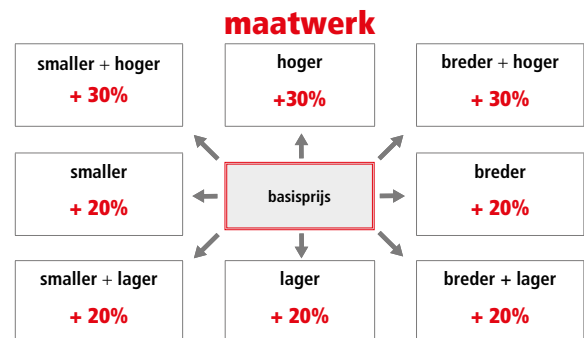 maatwerk
smaller + hoger
+ 30%
hoger
+30%
breder + hoger
+ 30%
smaller
+ 20%
basisprijs
breder
+ 20%
smaller + lager
+ 20%
lager
+ 20%
breder + lager
+ 20%